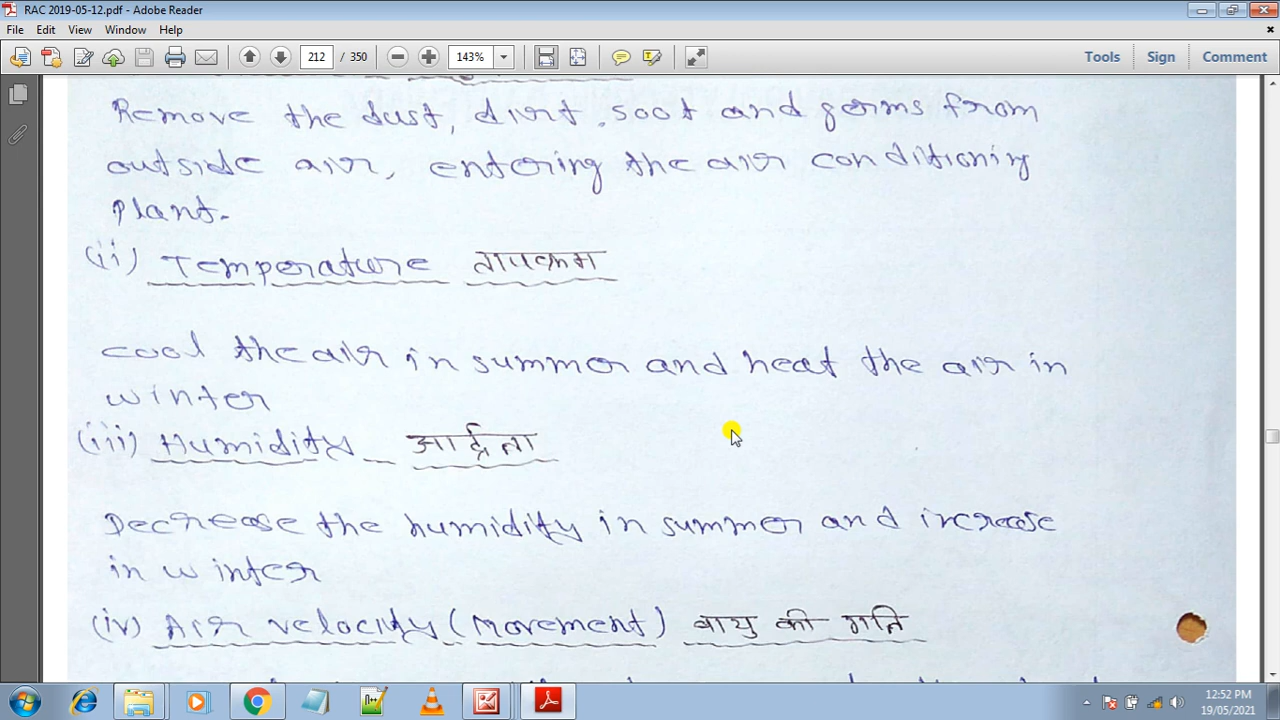 RAC 2019-05-12.pdf - Adobe Reader
File Edit View Window Help
212 / 350 143% Tools Sign Comment
Remove the dust, dirt, soot and germs from
outside air, entering the air conditioning
plant.
(ii) Temperature तापक्रम
cool the air in summer and heat the air in
winter
(iii) Humidity आर्द्रता
Decrease the humidity in summer and increase
in winter
(iv) Air velocity (Movement) वायु की गति
12:52 PM
19/05/2021